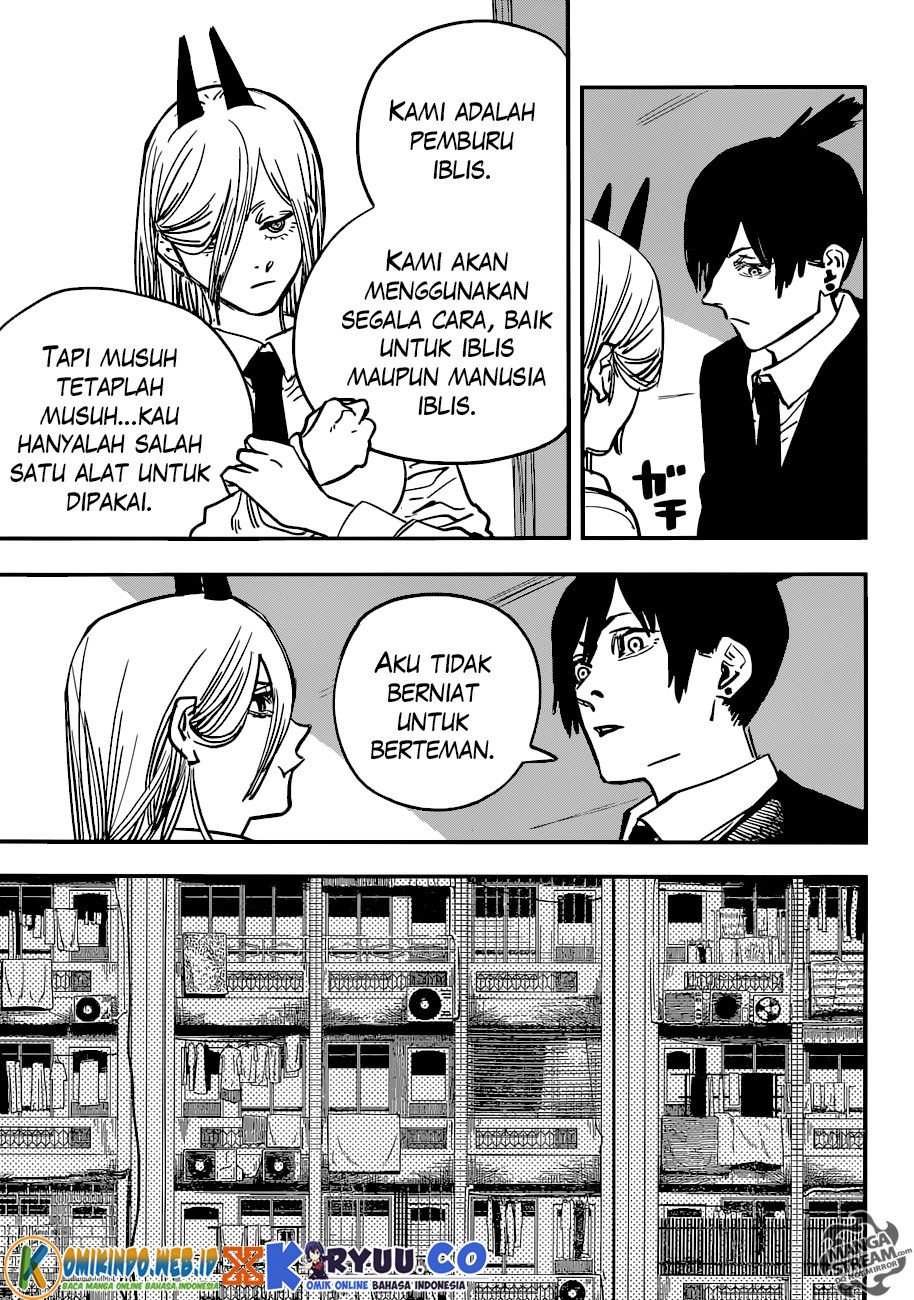 KAMI ADALAH
PEMBURU
IBLIS.
KAMI AKAN
MENGGUNAKAN
SEGALA CARA, BAIK
UNTUK IBLIS
MAUPUN MANUSIA
IBLIS.
TAPI MUSUH
TETAPLAH
MUSUH...KAU
HANYALAH SALAH
SATU ALAT UNTUK
DIPAKAI.
ガチ
AKU TIDAK
BERNIAT
UNTUK
BERTEMAN.
KOMIKINDO.WEB.ID X KORYUU.CO
BACA MANGA ONLINE BAHASA INDONESIA
OMIK ONLINE BAHASA INDONESIA
MANGA
STREAM.COM